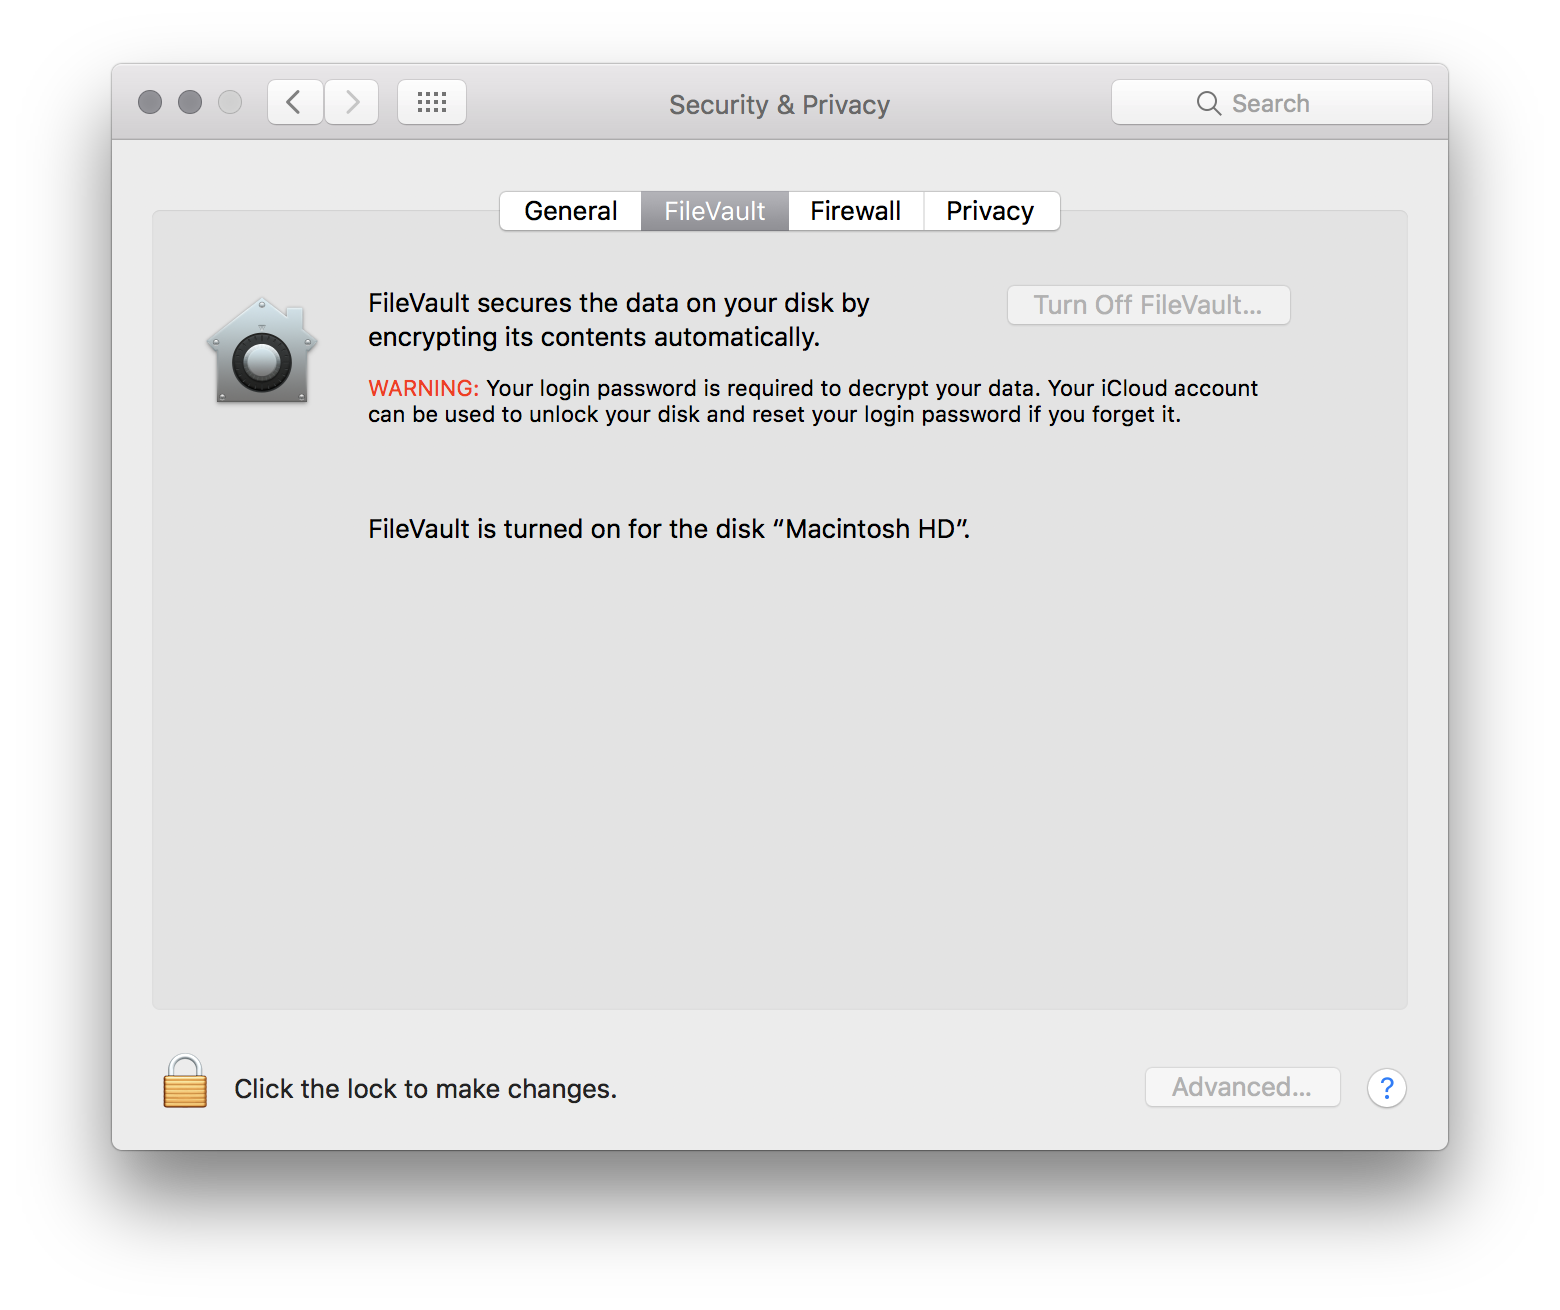 Security & Privacy
Search
General
FileVault
Firewall
Privacy
FileVault secures the data on your disk by
encrypting its contents automatically.
Turn Off FileVault...
WARNING: Your login password is required to decrypt your data. Your iCloud account
can be used to unlock your disk and reset your login password if you forget it.
FileVault is turned on for the disk “Macintosh HD”.
Click the lock to make changes.
Advanced...
?